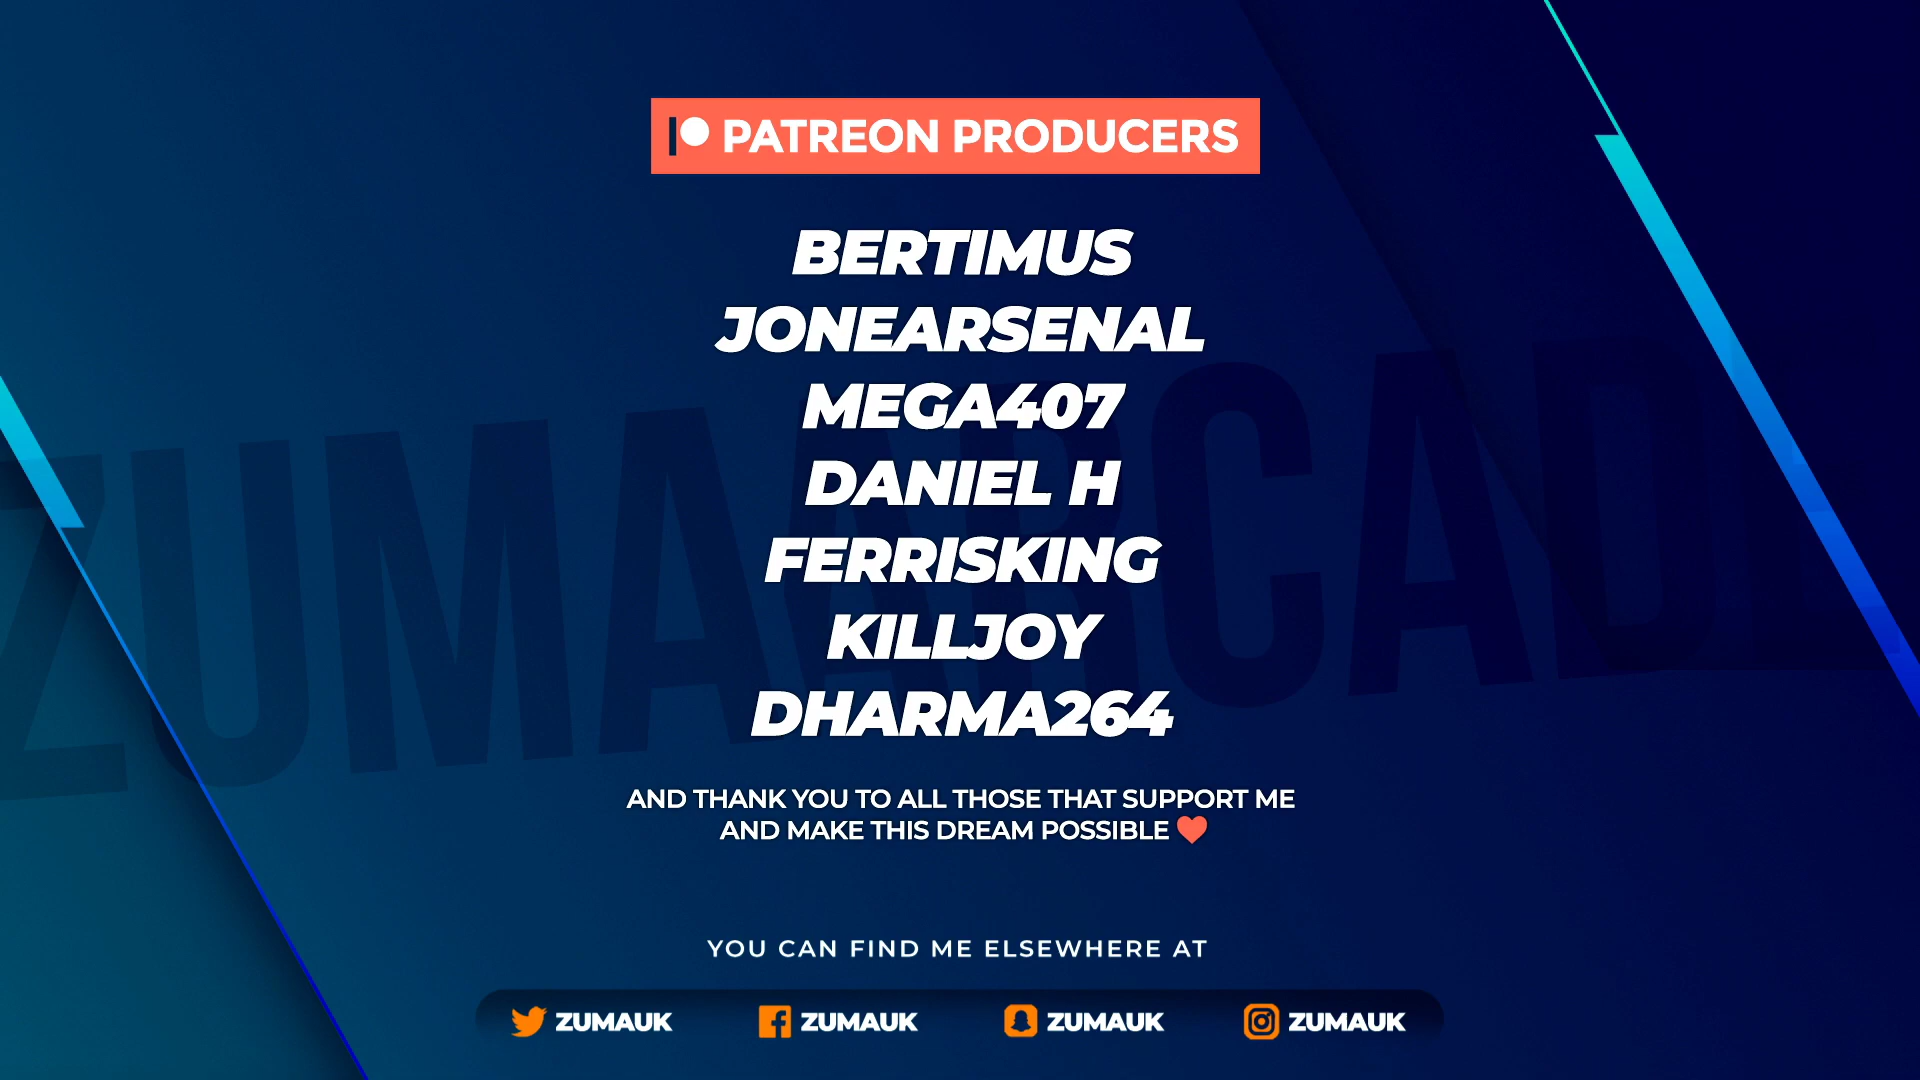 PATREON PRODUCERS
BERTIMUS
JONEARSENAL
MEGA407
DANIEL H
FERRISKING
KILLJOY
DHARMA264
AND THANK YOU TO ALL THOSE THAT SUPPORT ME
AND MAKE THIS DREAM POSSIBLE
YOU CAN FIND ME ELSEWHERE AT
ZUMAUK ZUMAUK ZUMAUK ZUMAUK
ZUMAARCADE